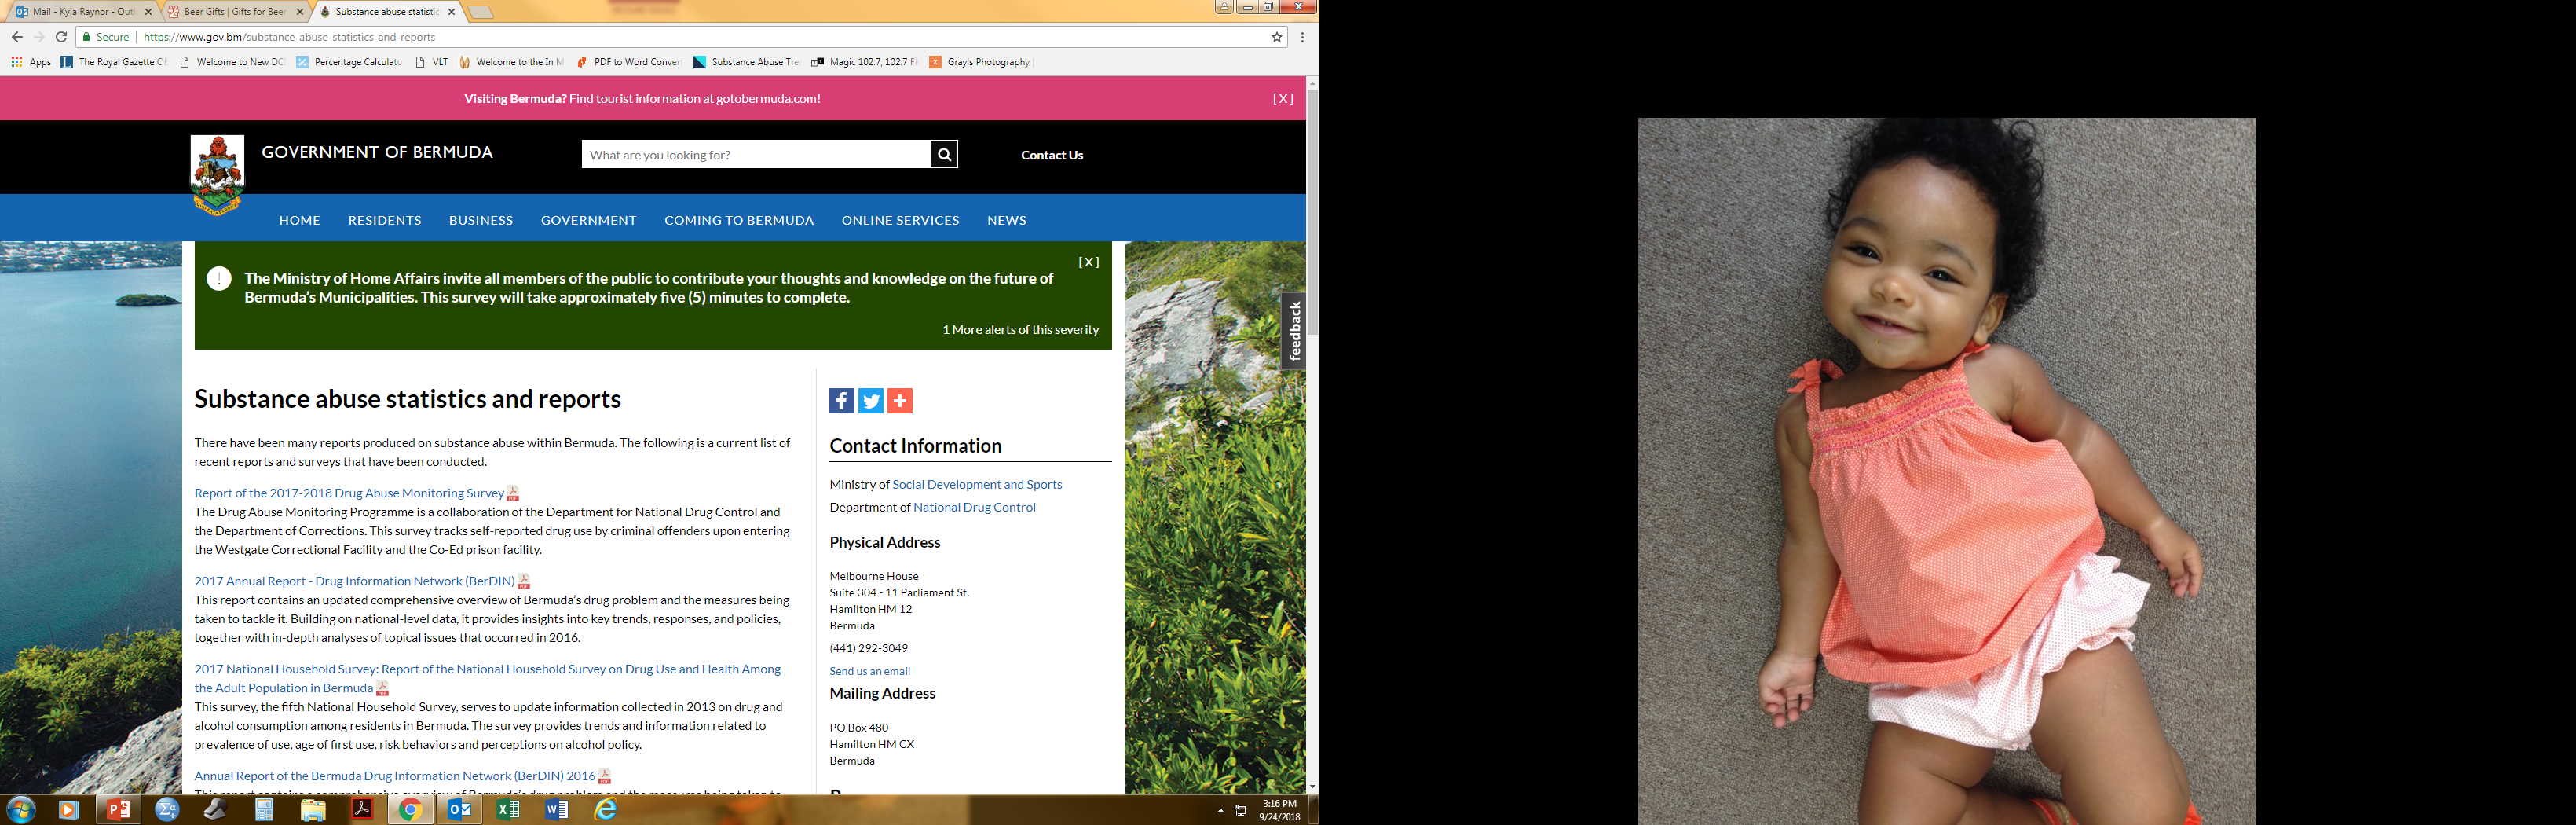 Mail - Kyla Raynor - Outl
Beer Gifts | Gifts for Beer
Substance abuse statistic
Secure | https://www.gov.bm/substance-abuse-statistics-and-reports
Apps
The Royal Gazette O
Welcome to New DC
Percentage Calculato
VLT
Welcome to the In M
PDF to Word Convert
Substance Abuse Tre
Magic 102.7, 102.7 F
Gray's Photography |
Visiting Bermuda? Find tourist information at gotobermuda.com!
[ X ]
GOVERNMENT OF BERMUDA
What are you looking for?
Contact Us
HOME RESIDENTS BUSINESS GOVERNMENT COMING TO BERMUDA ONLINE SERVICES NEWS
[ X ]
The Ministry of Home Affairs invite all members of the public to contribute your thoughts and knowledge on the future of
Bermuda's Municipalities. This survey will take approximately five (5) minutes to complete.
1 More alerts of this severity
feedback
Substance abuse statistics and reports
There have been many reports produced on substance abuse within Bermuda. The following is a current list of
recent reports and surveys that have been conducted.
Report of the 2017-2018 Drug Abuse Monitoring Survey
The Drug Abuse Monitoring Programme is a collaboration of the Department for National Drug Control and
the Department of Corrections. This survey tracks self-reported drug use by criminal offenders upon entering
the Westgate Correctional Facility and the Co-Ed prison facility.
2017 Annual Report - Drug Information Network (BerDIN)
This report contains an updated comprehensive overview of Bermuda's drug problem and the measures being
taken to tackle it. Building on national-level data, it provides insights into key trends, responses, and policies,
together with in-depth analyses of topical issues that occurred in 2016.
2017 National Household Survey: Report of the National Household Survey on Drug Use and Health Among
the Adult Population in Bermuda
This survey, the fifth National Household Survey, serves to update information collected in 2013 on drug and
alcohol consumption among residents in Bermuda. The survey provides trends and information related to
prevalence of use, age of first use, risk behaviors and perceptions on alcohol policy.
Annual Report of the Bermuda Drug Information Network (BerDIN) 2016
Contact Information
Ministry of Social Development and Sports
Department of National Drug Control
Physical Address
Melbourne House
Suite 304 - 11 Parliament St.
Hamilton HM 12
Bermuda
(441) 292-3049
Send us an email
Mailing Address
PO Box 480
Hamilton HM CX
Bermuda
3:16 PM
9/24/2018